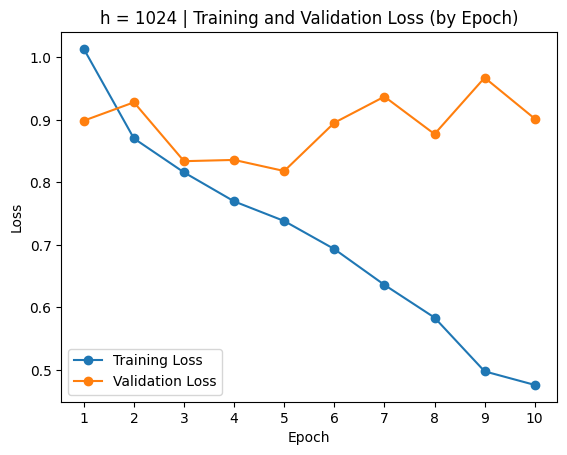 h = 1024 | Training and Validation Loss (by Epoch)
1.0
0.9
0.8
0.7
0.6
0.5
Loss
Training Loss
Validation Loss
1 2 3 4 5 6 7 8 9 10
Epoch